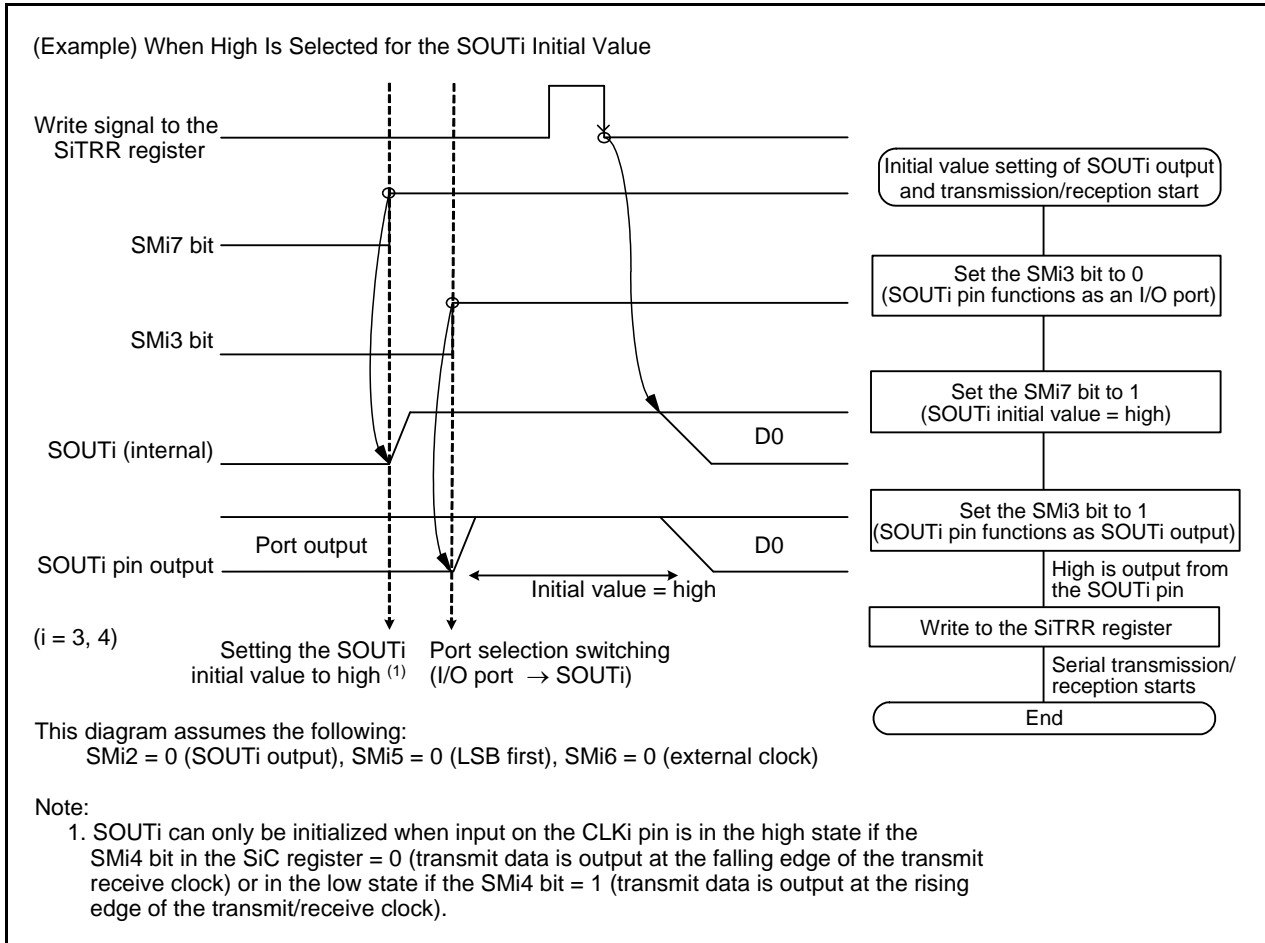 (Example) When High Is Selected for the SOUTi Initial Value
Write signal to the
SiTRR register
SMi7 bit
SMi3 bit
SOUTi (internal)
D0
SOUTi pin output
Port output
D0
Initial value = high
(i = 3, 4)
Setting the SOUTi
initial value to high (1)
Port selection switching
(I/O port → SOUTi)
Initial value setting of SOUTi output
and transmission/reception start
Set the SMi3 bit to 0
(SOUTi pin functions as an I/O port)
Set the SMi7 bit to 1
(SOUTi initial value = high)
Set the SMi3 bit to 1
(SOUTi pin functions as SOUTi output)
High is output from
the SOUTi pin
Write to the SiTRR register
Serial transmission/
reception starts
End
This diagram assumes the following:
SMi2 = 0 (SOUTi output), SMi5 = 0 (LSB first), SMi6 = 0 (external clock)
Note:
1. SOUTi can only be initialized when input on the CLKi pin is in the high state if the
SMi4 bit in the SiC register = 0 (transmit data is output at the falling edge of the transmit
receive clock) or in the low state if the SMi4 bit = 1 (transmit data is output at the rising
edge of the transmit/receive clock).